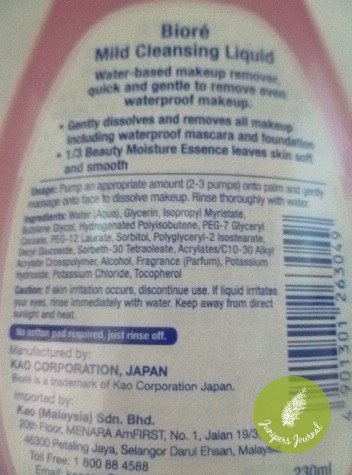 Bioré
Mild Cleansing Liquid
Water-based makeup remover,
quick and gentle to remove even
waterproof makeup.
• Gently dissolves and removes all makeup
including waterproof mascara and foundation
• 1/3 Beauty Moisture Essence leaves skin soft
and smooth
Usage: Pump an appropriate amount (2-3 pumps) onto palm and gently
massage onto face to dissolve makeup. Rinse thoroughly with water.
Ingredients: Water (Aqua), Glycerin, Isopropyl Myristate,
Butylene Glycol, Hydrogenated Polyisobutene, PEG-7 Glyceryl
Cocoate, PEG-12 Laurate, Sorbitol, Polyglyceryl-2 Isostearate,
Decyl Glucoside, Sorbeth-30 Tetraoleate, Acrylates/C10-30 Alkyl
Acrylate Crosspolymer, Alcohol, Fragrance (Parfum), Potassium
Hydroxide, Potassium Chloride, Tocopherol
Caution: If skin irritation occurs, discontinue use. If liquid irritates
your eyes, rinse immediately with water. Keep away from direct
sunlight and heat.
No cotton pad required, just rinse off.
Manufactured by:
KAO CORPORATION, JAPAN
Bioré is a trademark of Kao Corporation, Japan.
Imported by:
Kao (Malaysia) Sdn. Bhd.
20th Floor, MENARA AmFIRST, No. 1, Jalan 19/3,
46300 Petaling Jaya, Selangor Darul Ehsan, Malaysia
Toll Free: 1 800 88 4588
4 901301 263049
230ml
Junipers Journal